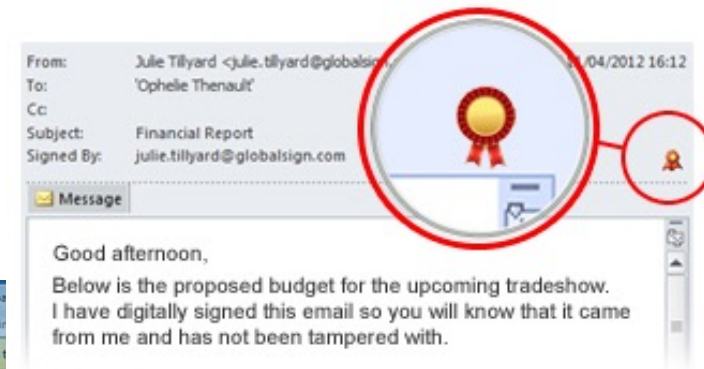 From: Julie Tillyard <julie.tillyard@globalsign /04/2012 16:12
To: 'Ophelie Thenault'
Cc:
Subject: Financial Report
Signed By: julie.tillyard@globalsign.com
Message
Good afternoon,
Below is the proposed budget for the upcoming tradeshow.
I have digitally signed this email so you will know that it came
from me and has not been tampered with.